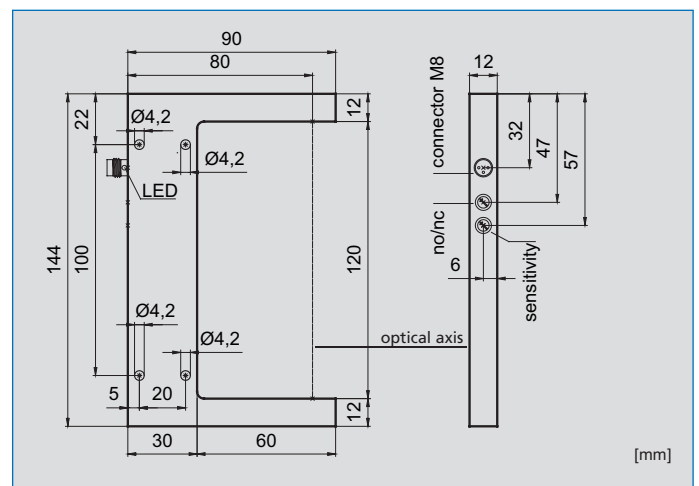 90
80
12
22
Ø4,2
Ø4,2
12
connector M8
32
47
57
LED
144
100
120
no/nc
6
sensitivity
Ø4,2
Ø4,2
optical axis
5
20
12
30
60
[mm]